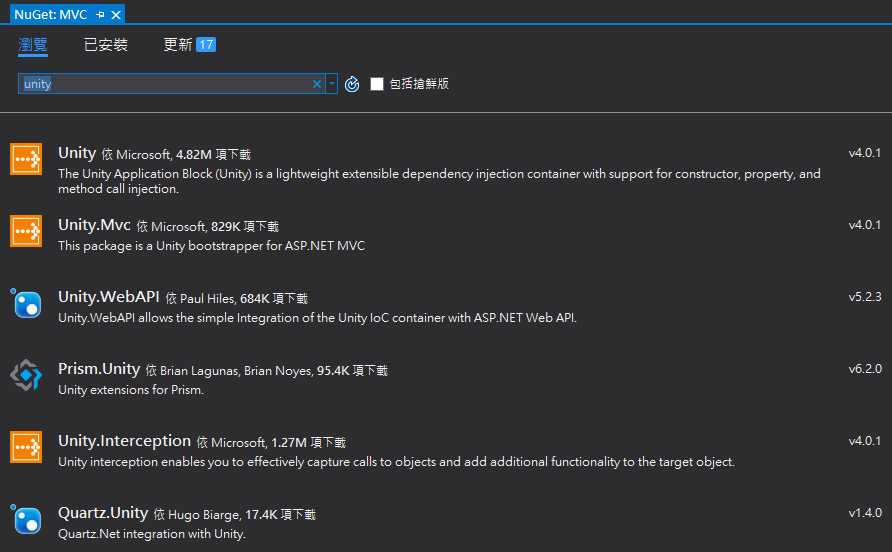 NuGet: MVC
瀏覽 已安裝 更新 17
unity 包括搶鮮版
Unity 依 Microsoft, 4.82M 項下載 v4.0.1
The Unity Application Block (Unity) is a lightweight extensible dependency injection container with support for constructor, property, and
method call injection.
Unity.Mvc 依 Microsoft, 829K 項下載 v4.0.1
This package is a Unity bootstrapper for ASP.NET MVC
Unity.WebAPI 依 Paul Hiles, 684K 項下載 v5.2.3
Unity.WebAPI allows the simple Integration of the Unity IoC container with ASP.NET Web API.
Prism.Unity 依 Brian Lagunas, Brian Noyes, 95.4K 項下載 v6.2.0
Unity extensions for Prism.
Unity.Interception 依 Microsoft, 1.27M 項下載 v4.0.1
Unity interception enables you to effectively capture calls to objects and add additional functionality to the target object.
Quartz.Unity 依 Hugo Biarge, 17.4K 項下載 v1.4.0
Quartz.Net integration with Unity.